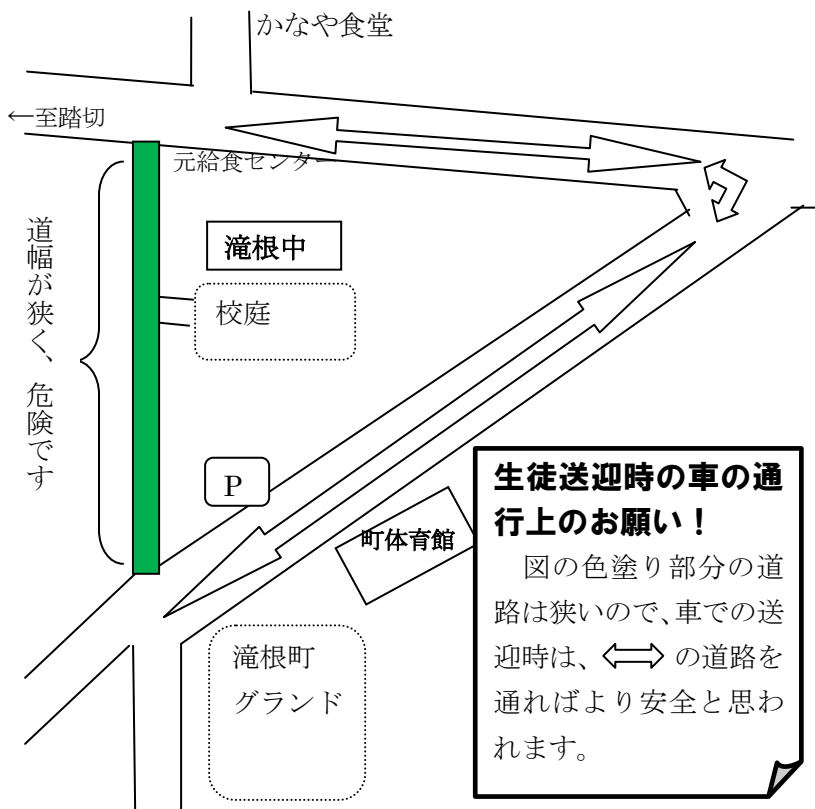 かなや食堂
←至踏切
元給食センター
滝根中
校庭
道幅が狭く、危険です
P
町体育館
滝根町
グランド
生徒送迎時の車の通
行上のお願い！
　図の色塗り部分の道
路は狭いので、車での送
迎時は、⇔の道路を
通ればより安全と思わ
れます。